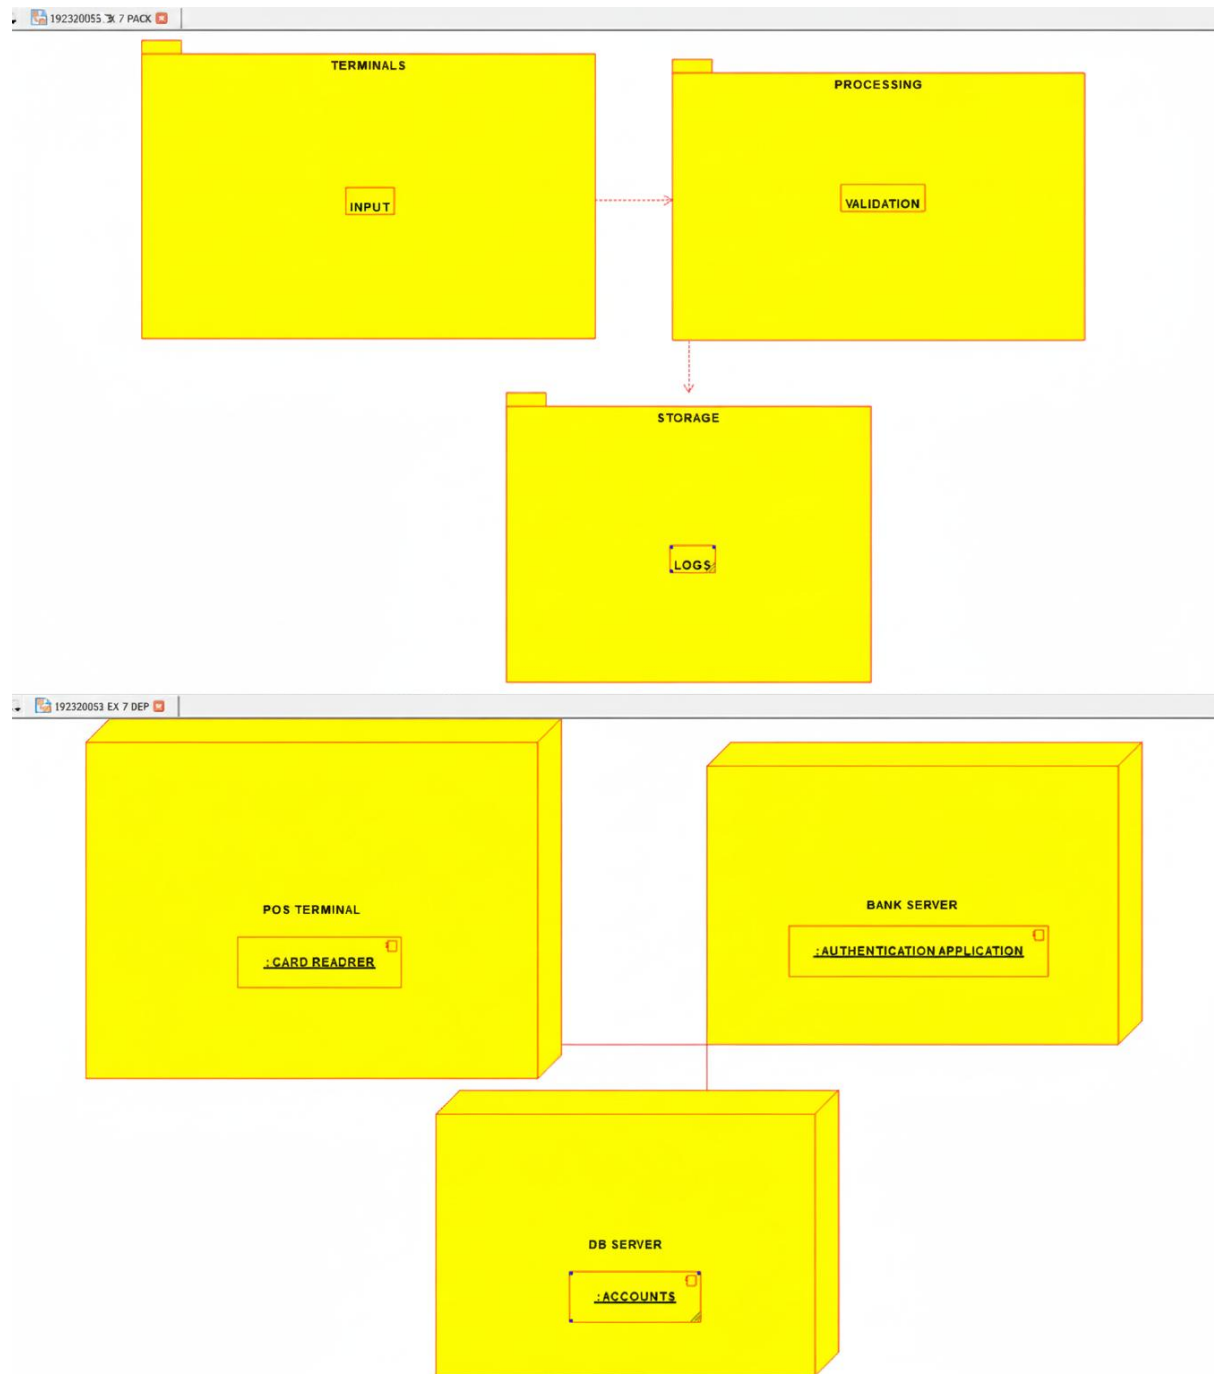 192320055 EX 7 PACK
TERMINALS
PROCESSING
INPUT
VALIDATION
STORAGE
LOGS
192320053 EX 7 DEP
POS TERMINAL
BANK SERVER
:CARD READRER
:AUTHENTICATION APPLICATION
DB SERVER
:ACCOUNTS